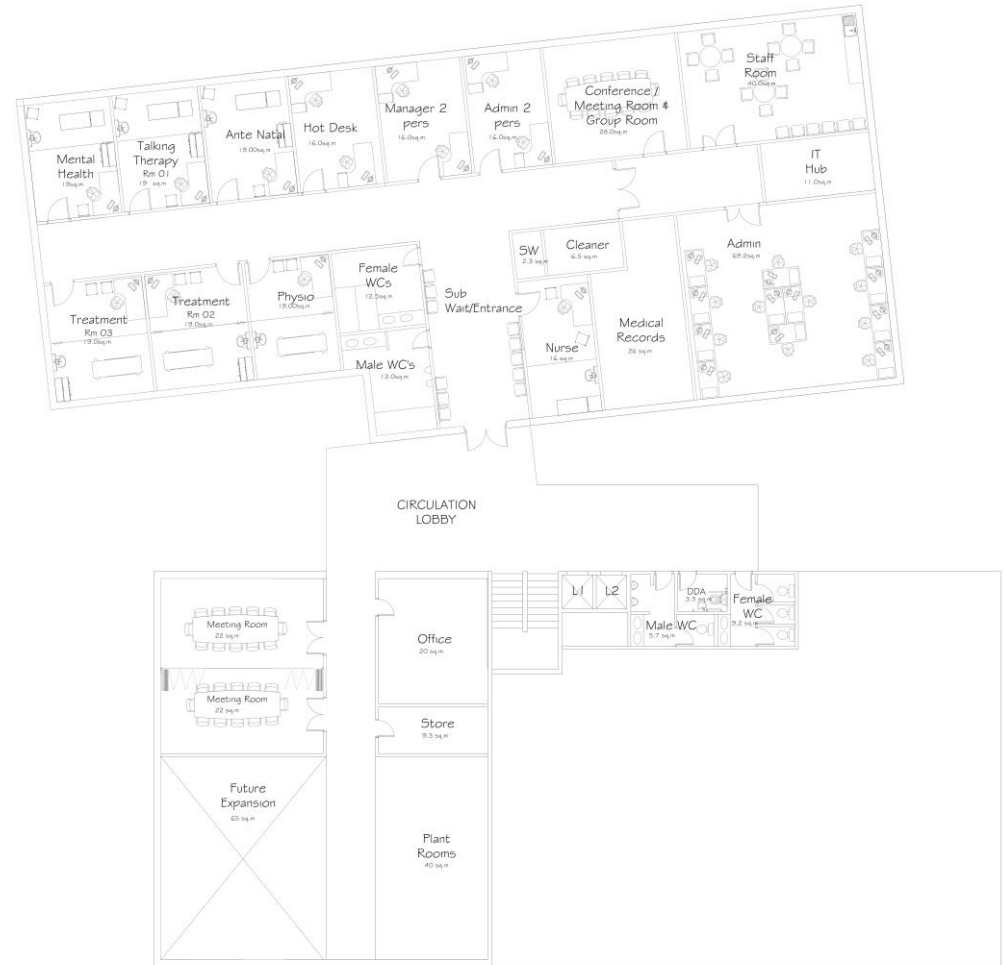 Mental
Health
19sq.m
Talking
Therapy
Rm 01
19 sq.m
Ante Natal
19.00sq.m
Hot Desk
16.0sq.m
Manager 2
pers
16.0sq.m
Admin 2
pers
16.0sq.m
Conference /
Meeting Room &
Group Room
28.0sq.m
Staff
Room
40.0sq.m
IT
Hub
11.0sq.m
SW
2.3 sq.m
Cleaner
6.5 sq.m
Admin
69.2sq.m
Treatment
Rm 03
19.0sq.m
Treatment
Rm 02
19.0sq.m
Physio
19.00sq.m
Female
WCs
12.5sq.m
Sub
Wait/Entrance
Male WC's
13.0sq.m
Nurse
16 sq.m
Medical
Records
26 sq.m
CIRCULATION
LOBBY
Meeting Room
22 sq.m
Meeting Room
22 sq.m
Office
20 sq.m
Store
9.3 sq.m
L1
L2
DDA
3.3 sq.m
Male WC
5.7 sq.m
Female
WC
9.2 sq.m
Future
Expansion
65 sq.m
Plant
Rooms
40 sq.m